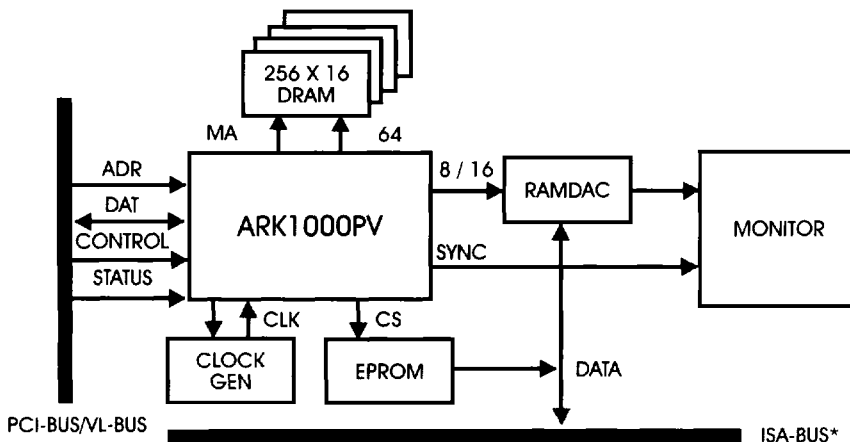 256 X 16
DRAM
MA
64
ADR
8 / 16
RAMDAC
DAT
ARK1000PV
MONITOR
CONTROL
SYNC
STATUS
CLK
CS
CLOCK
GEN
EPROM
DATA
PCI-BUS/VL-BUS
ISA-BUS*